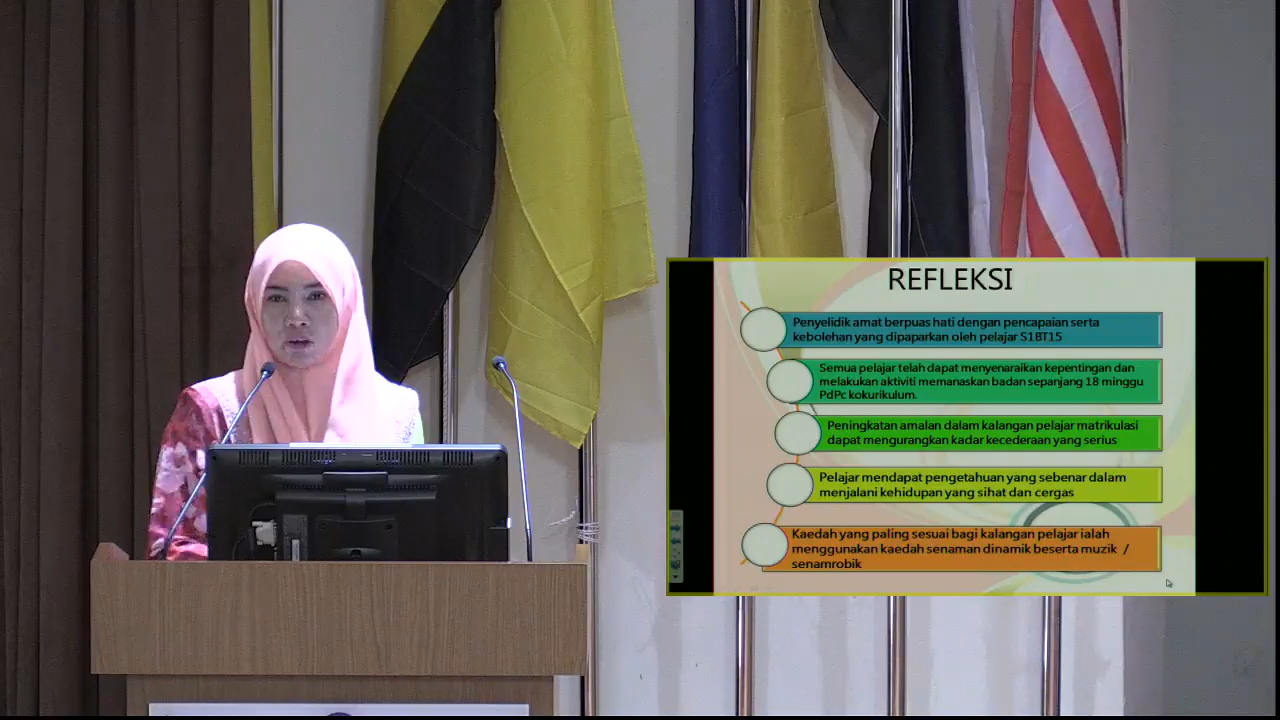 REFLEKSI
Penyelidik amat berpuas hati dengan pencapaian serta
kebolehan yang dipaparkan oleh pelajar S1BT15
Semua pelajar telah dapat menyenaraikan kepentingan dan
melakukan aktiviti memanaskan badan sepanjang 18 minggu
PdPc kokurikulum.
Peningkatan amalan dalam kalangan pelajar matrikulasi
dapat mengurangkan kadar kecederaan yang serius
Pelajar mendapat pengetahuan yang sebenar dalam
menjalani kehidupan yang sihat dan cergas
Kaedah yang paling sesuai bagi kalangan pelajar ialah
menggunakan kaedah senaman dinamik beserta muzik /
senamrobik